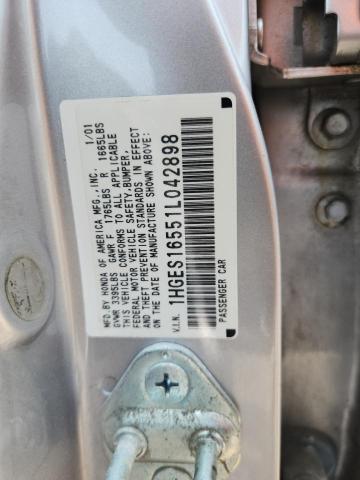 MFD.BY HONDA OF AMERICA MFG.,INC. 1/01
GVWR 3395LBS GAWR F 1765LBS R 1665LBS
THIS VEHICLE CONFORMS TO ALL APPLICABLE
FEDERAL MOTOR VEHICLE SAFETY,BUMPER,
AND THEFT PREVENTION STANDARDS IN EFFECT
ON THE DATE OF MANUFACTURE SHOWN ABOVE:
V.I.N. 1HGES16551L042898
PASSENGER CAR